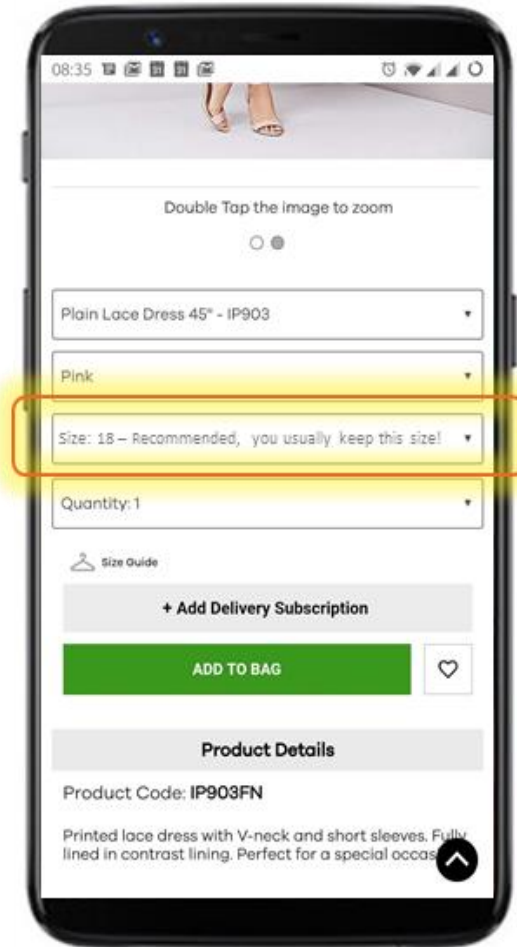 08:35
Double Tap the image to zoom
Plain Lace Dress 45" - IP903
Pink
Size: 18 – Recommended, you usually keep this size!
Quantity: 1
Size Guide
+ Add Delivery Subscription
ADD TO BAG
Product Details
Product Code: IP903FN
Printed lace dress with V-neck and short sleeves. Fully
lined in contrast lining. Perfect for a special occas